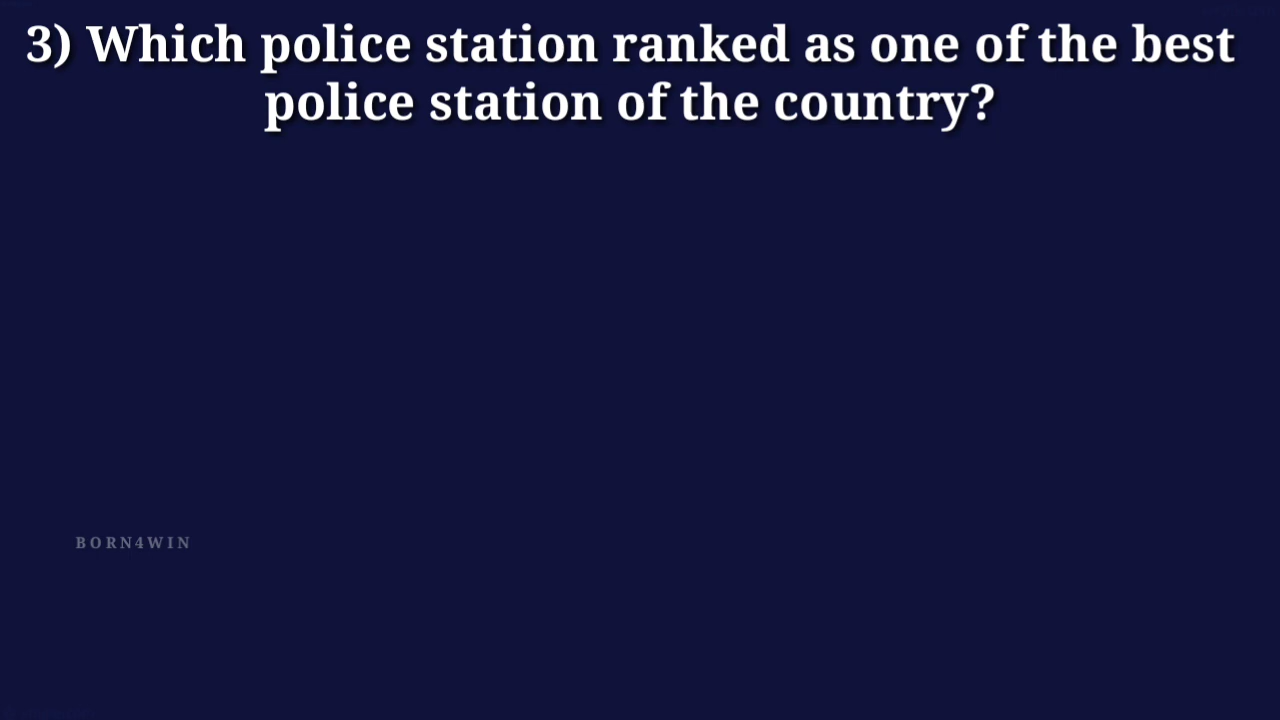 3) Which police station ranked as one of the best
police station of the country?
BORN4WIN